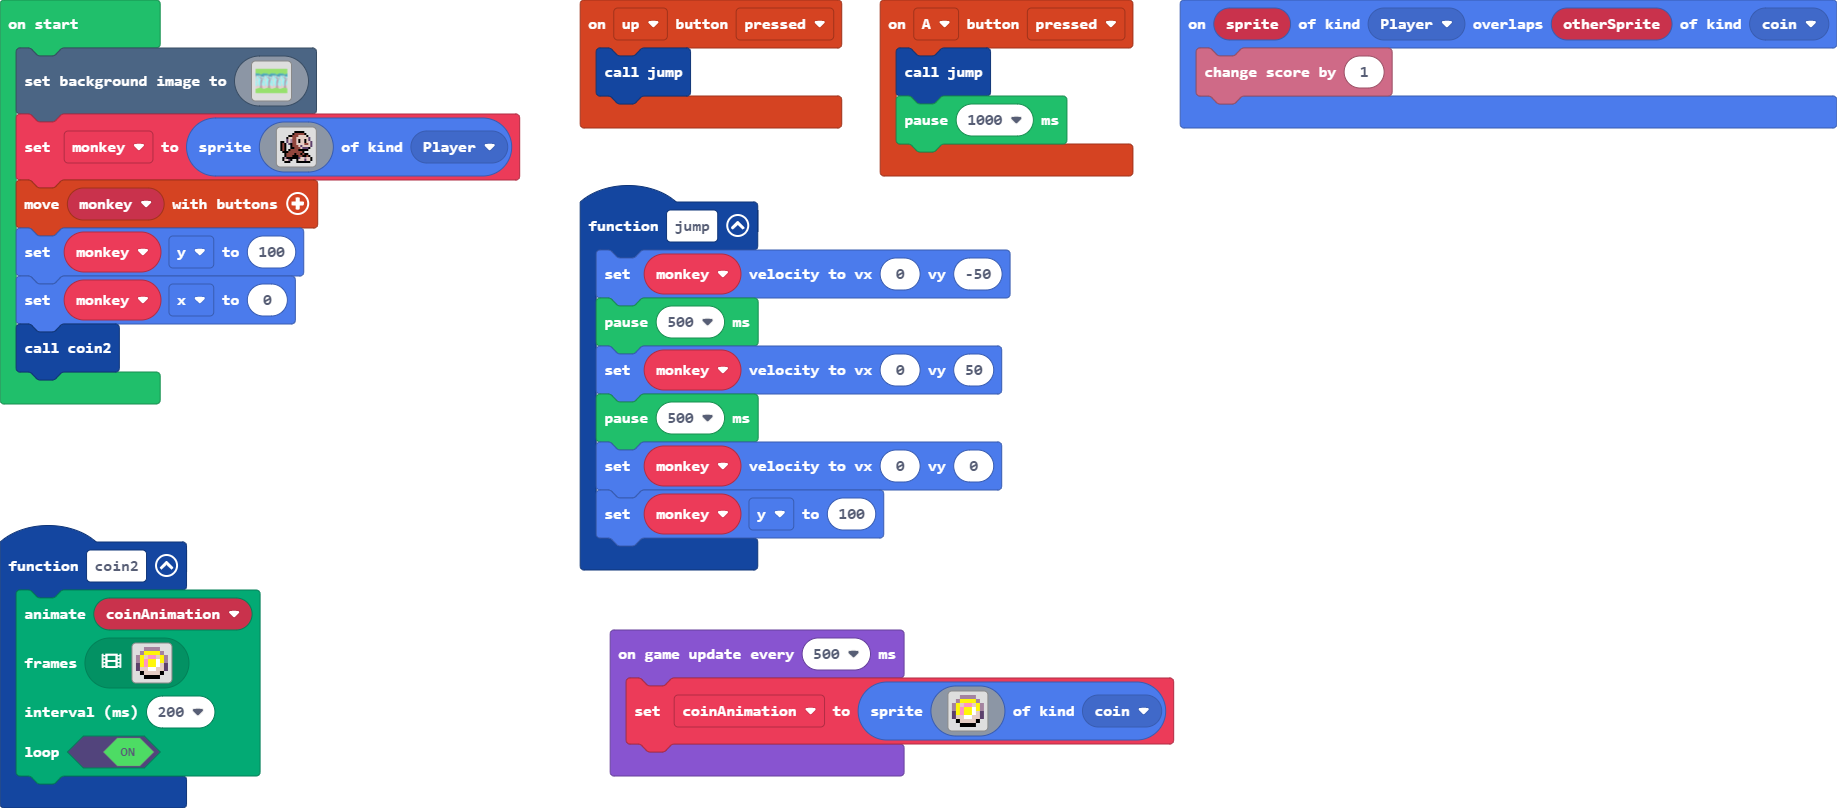 on start
set background image to
set monkey to sprite of kind Player
move monkey with buttons
set monkey y to 100
set monkey x to 0
call coin2
on up button pressed
call jump
on A button pressed
call jump
pause 1000 ms
on sprite of kind Player overlaps otherSprite of kind coin
change score by 1
function jump
set monkey velocity to vx 0 vy -50
pause 500 ms
set monkey velocity to vx 0 vy 50
pause 500 ms
set monkey velocity to vx 0 vy 0
set monkey y to 100
function coin2
animate coinAnimation
frames
interval (ms) 200
loop ON
on game update every 500 ms
set coinAnimation to sprite of kind coin